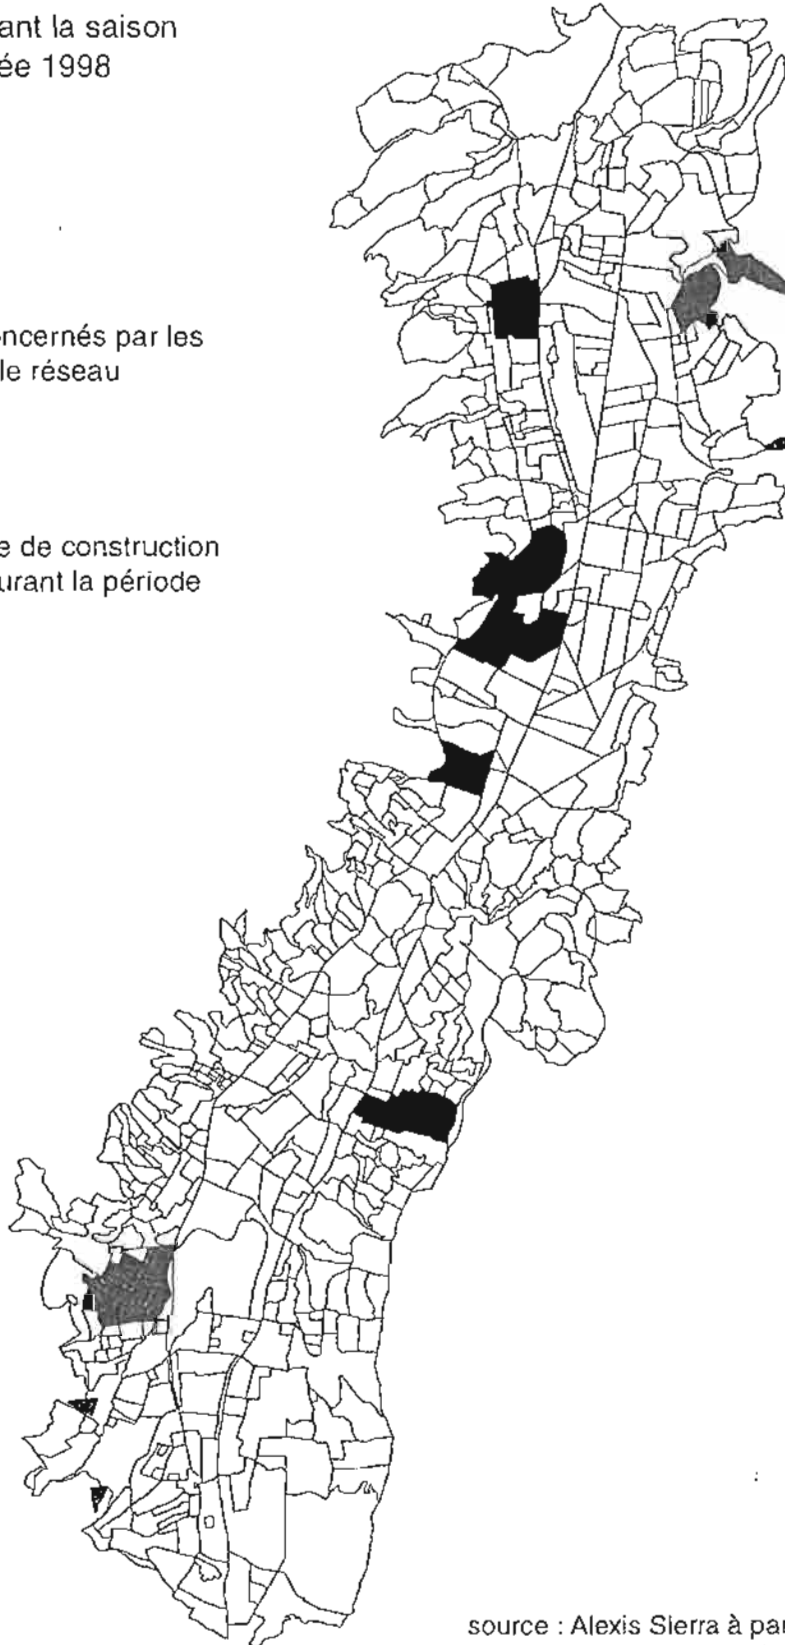 ant la saison
ée 1998
ncernés par les
le réseau
e de construction
urant la période
source : Alexis Sierra à par